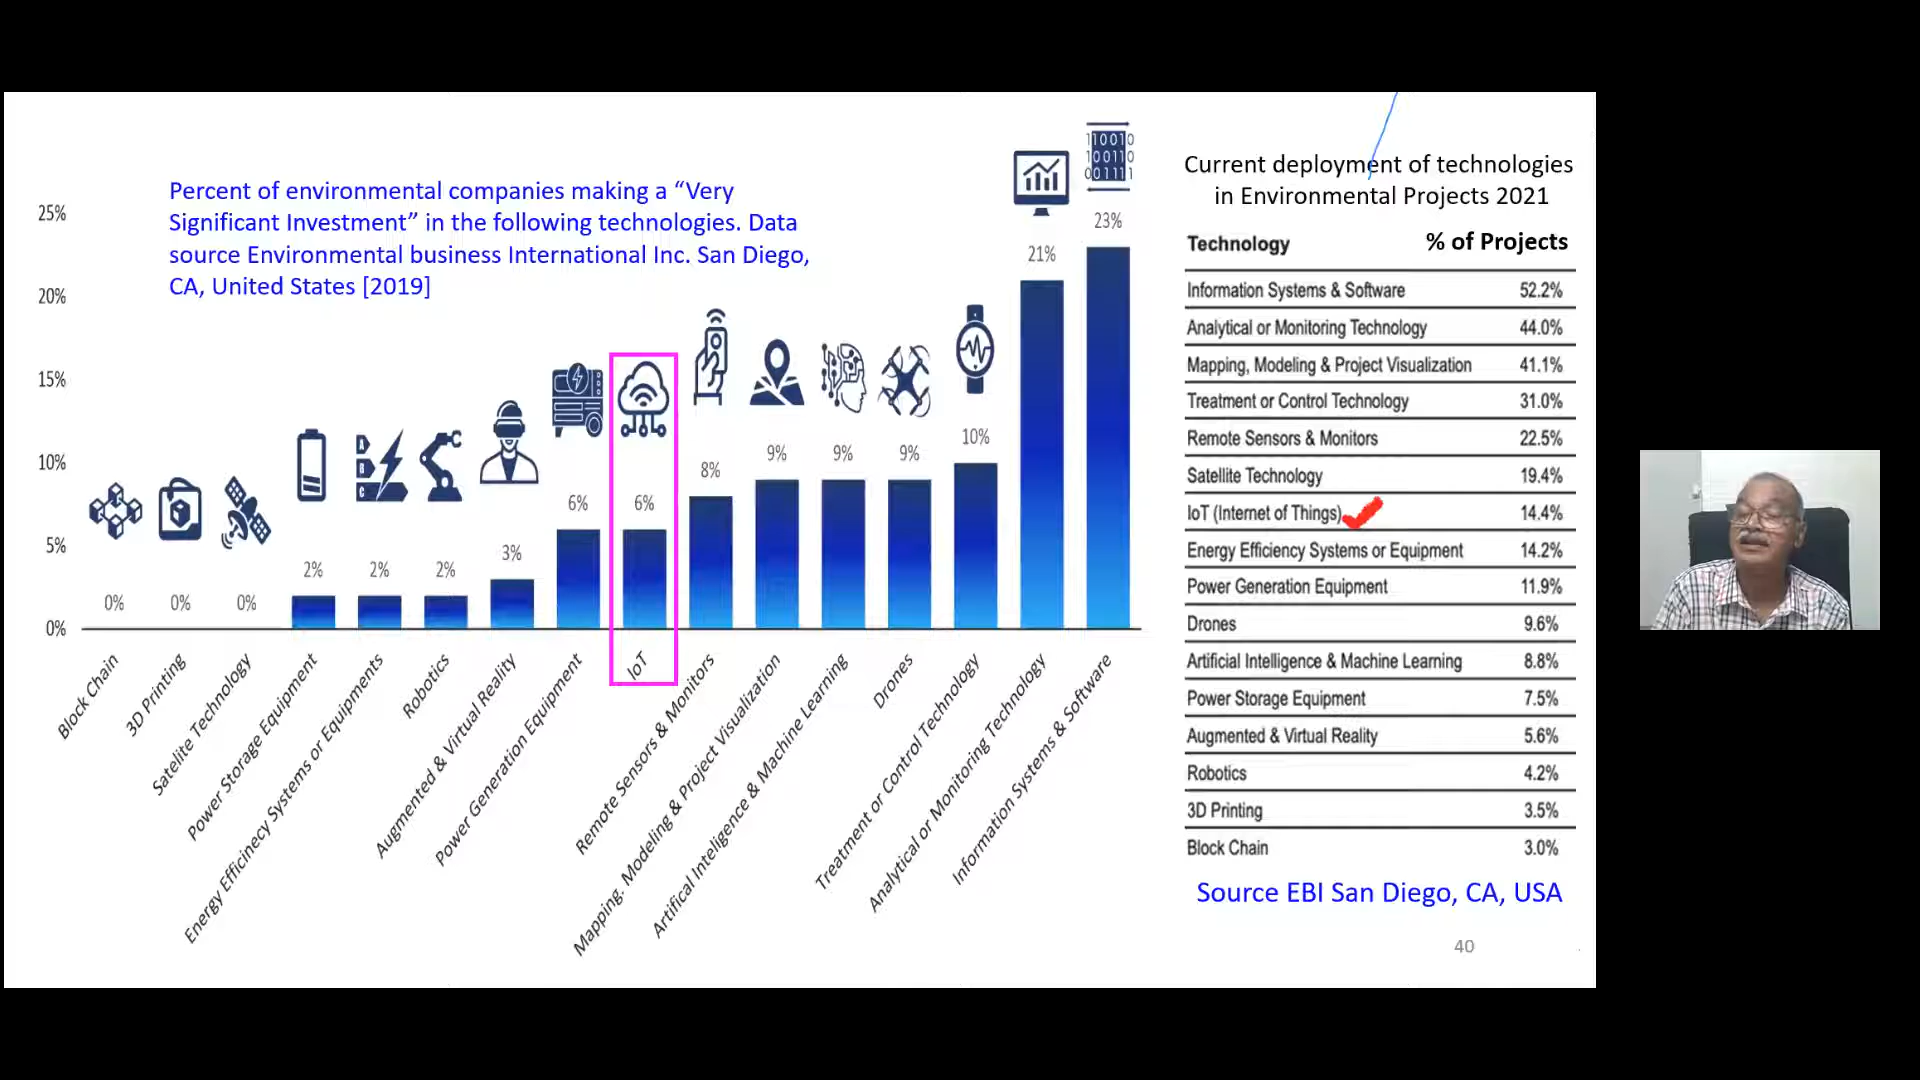 Percent of environmental companies making a “Very
Significant Investment” in the following technologies. Data
source Environmental business International Inc. San Diego,
CA, United States [2019]
25%
20%
15%
10%
5%
0%
0%
0%
0%
2%
2%
2%
3%
6%
6%
8%
9%
9%
9%
10%
21%
23%
A
B
C
110010
100110
001111
Block Chain
3D Printing
Satelite Technology
Power Storage Equipment
Energy Efficinecy Systems or Equipments
Robotics
Augmented & Virtual Reality
Power Generation Equipment
IoT
Remote Sensors & Monitors
Mapping. Modeling & Project Visualization
Artifical Inteligence & Machine Learning
Drones
Treatment or Control Technology
Analytical or Monitoring Technology
Information Systems & Software
Current deployment of technologies
in Environmental Projects 2021
Technology % of Projects
Information Systems & Software 52.2%
Analytical or Monitoring Technology 44.0%
Mapping, Modeling & Project Visualization 41.1%
Treatment or Control Technology 31.0%
Remote Sensors & Monitors 22.5%
Satellite Technology 19.4%
IoT (Internet of Things) 14.4%
Energy Efficiency Systems or Equipment 14.2%
Power Generation Equipment 11.9%
Drones 9.6%
Artificial Intelligence & Machine Learning 8.8%
Power Storage Equipment 7.5%
Augmented & Virtual Reality 5.6%
Robotics 4.2%
3D Printing 3.5%
Block Chain 3.0%
Source EBI San Diego, CA, USA
40